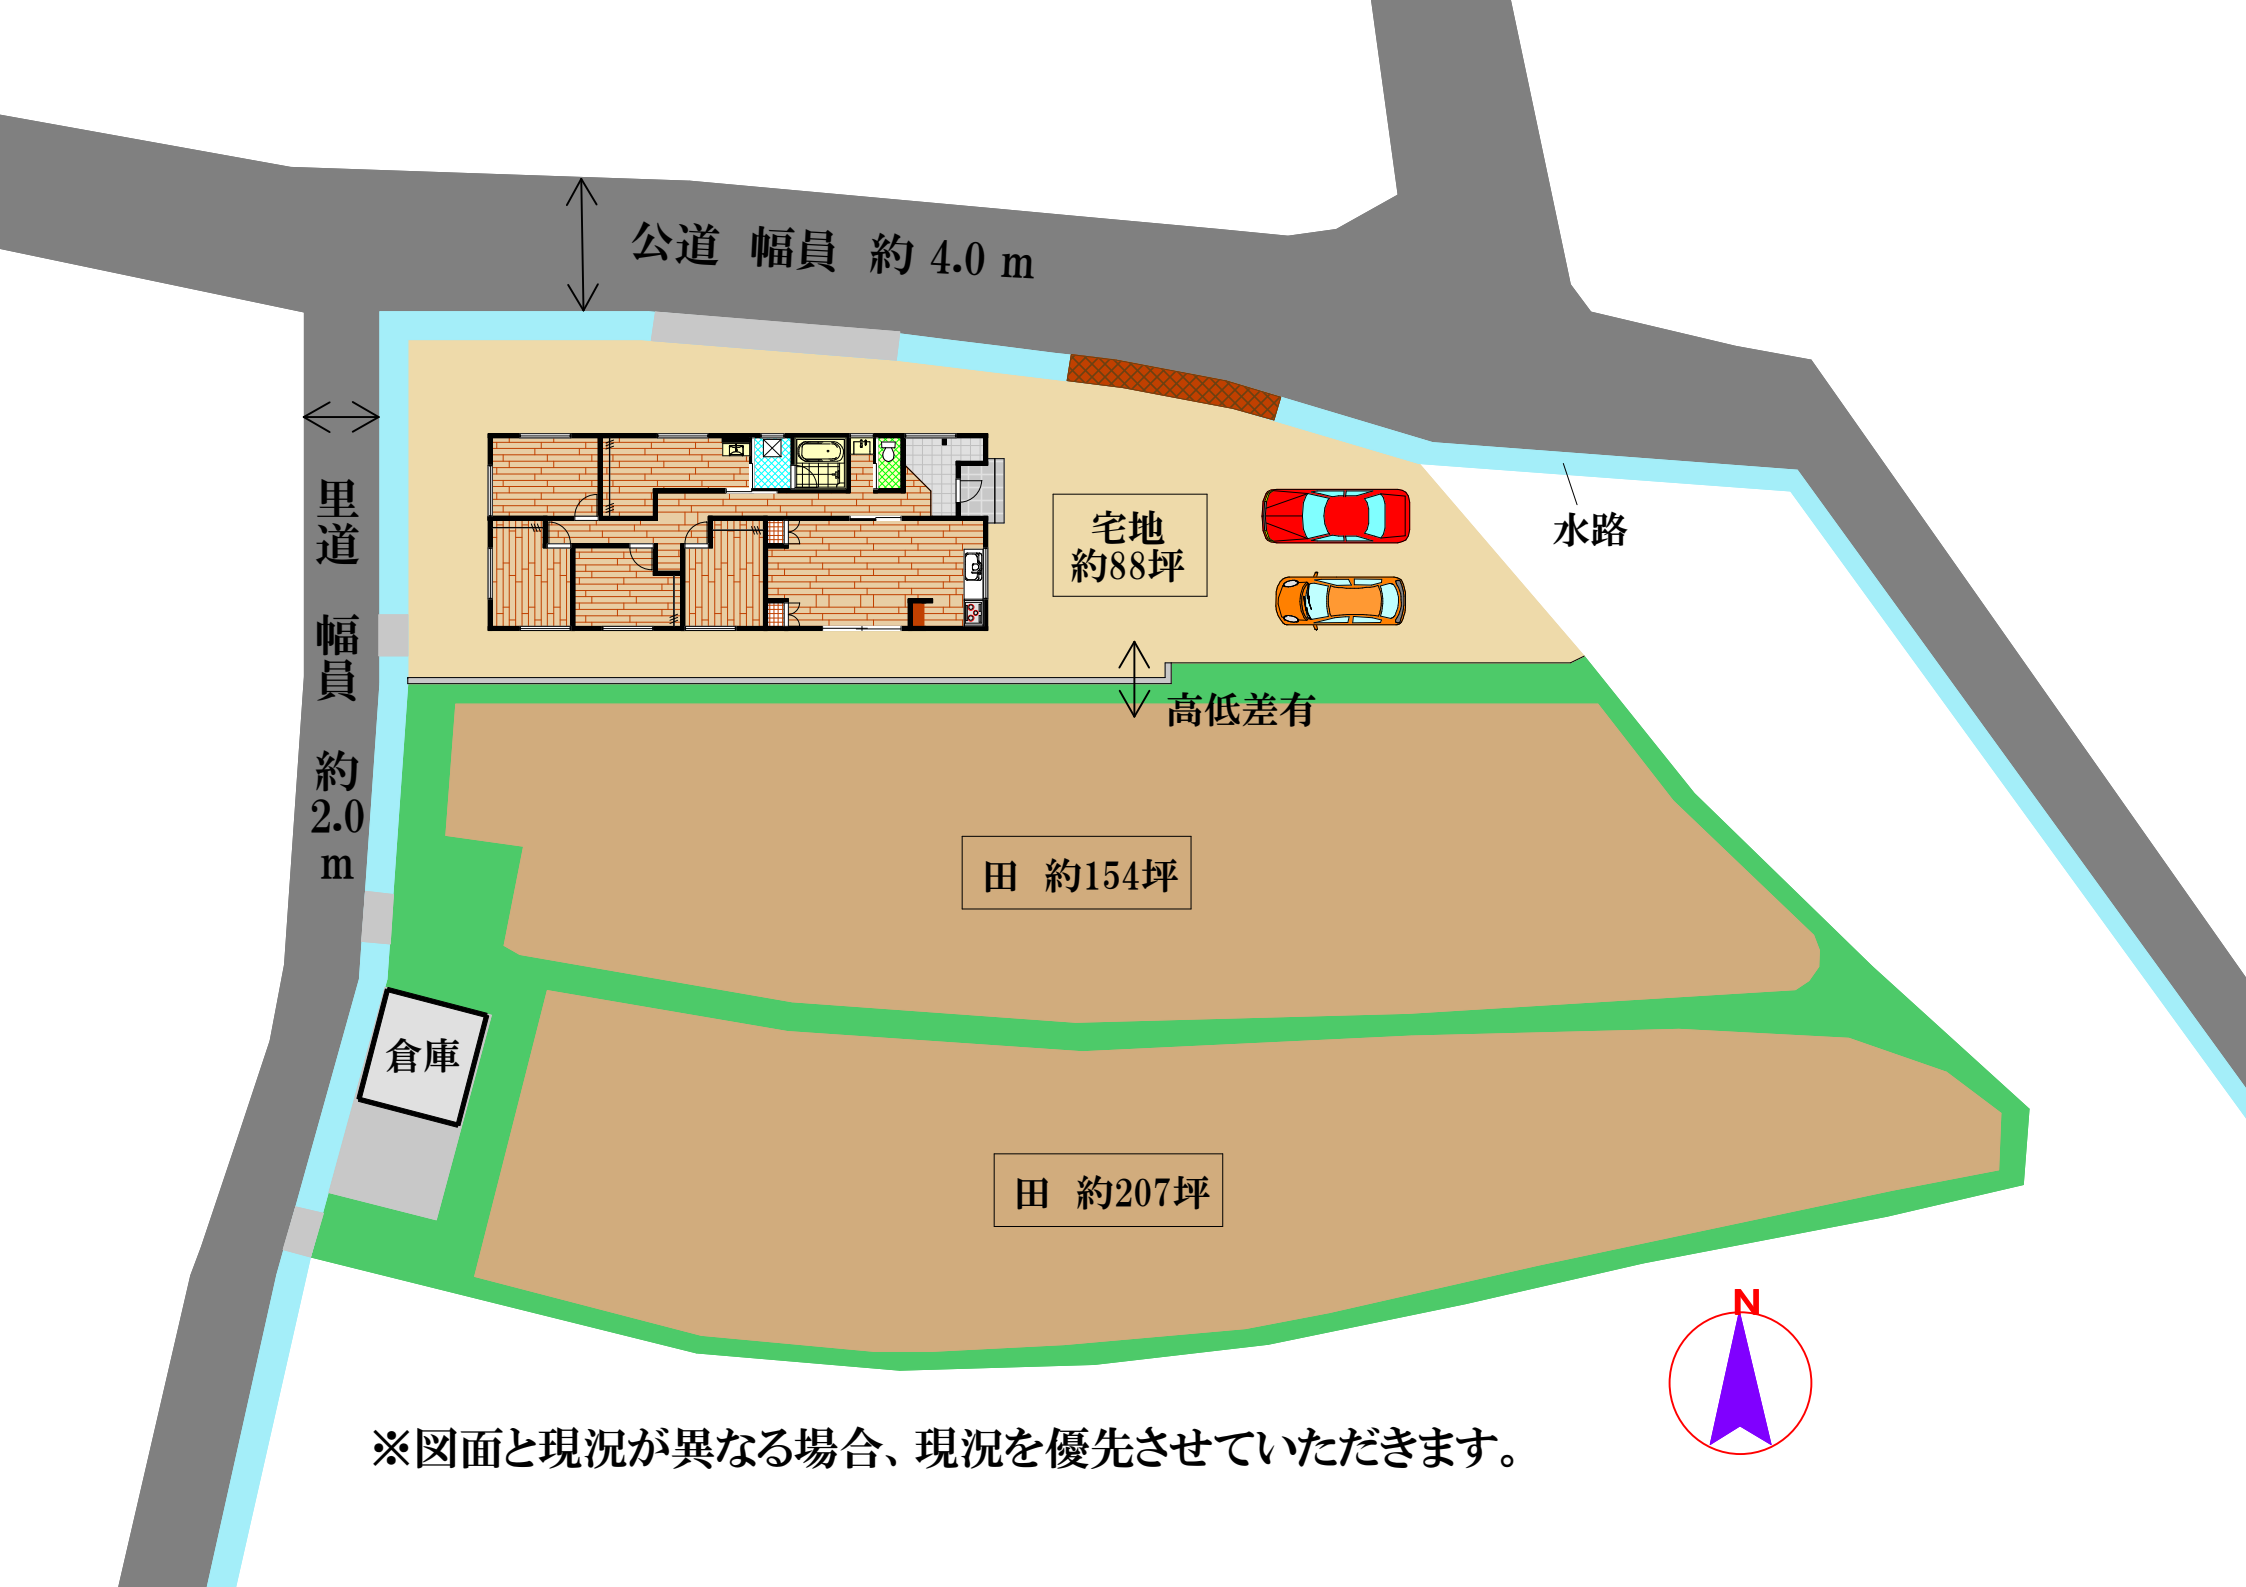 公道 幅員 約 4.0 m
里道 幅員 約 2.0 m
宅地
約88坪
水路
高低差有
田 約154坪
倉庫
田 約207坪
N
※図面と現況が異なる場合、現況を優先させていただきます。